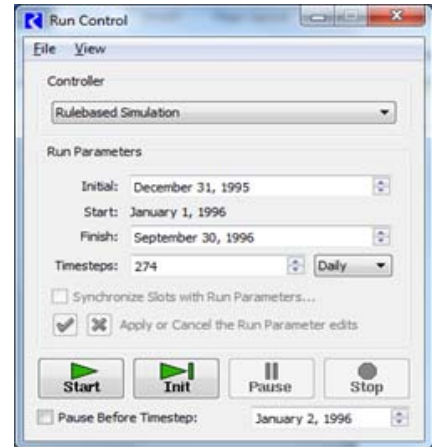 Run Control
File View
Controller
Rulebased Simulation
Run Parameters
Initial: December 31, 1995
Start: January 1, 1996
Finish: September 30, 1996
Timesteps: 274 Daily
Synchronize Slots with Run Parameters...
Apply or Cancel the Run Parameter edits
Start Init Pause Stop
Pause Before Timestep: January 2, 1996